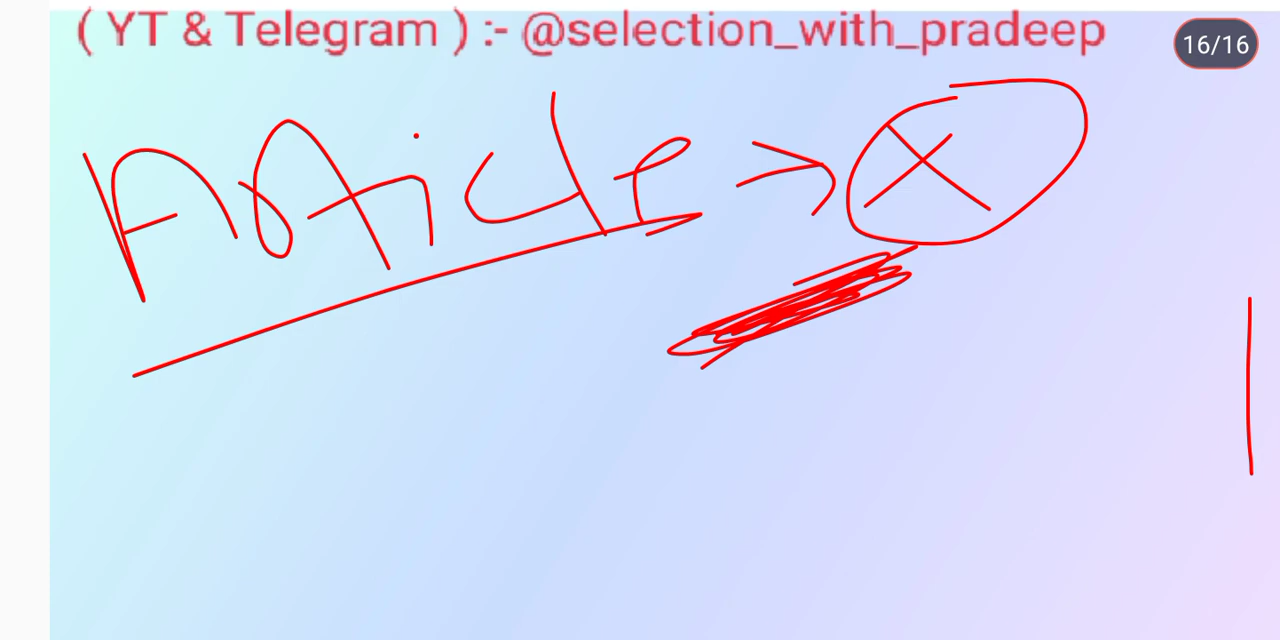 ( YT & Telegram ) :- @selection_with_pradeep
16/16
Article → X